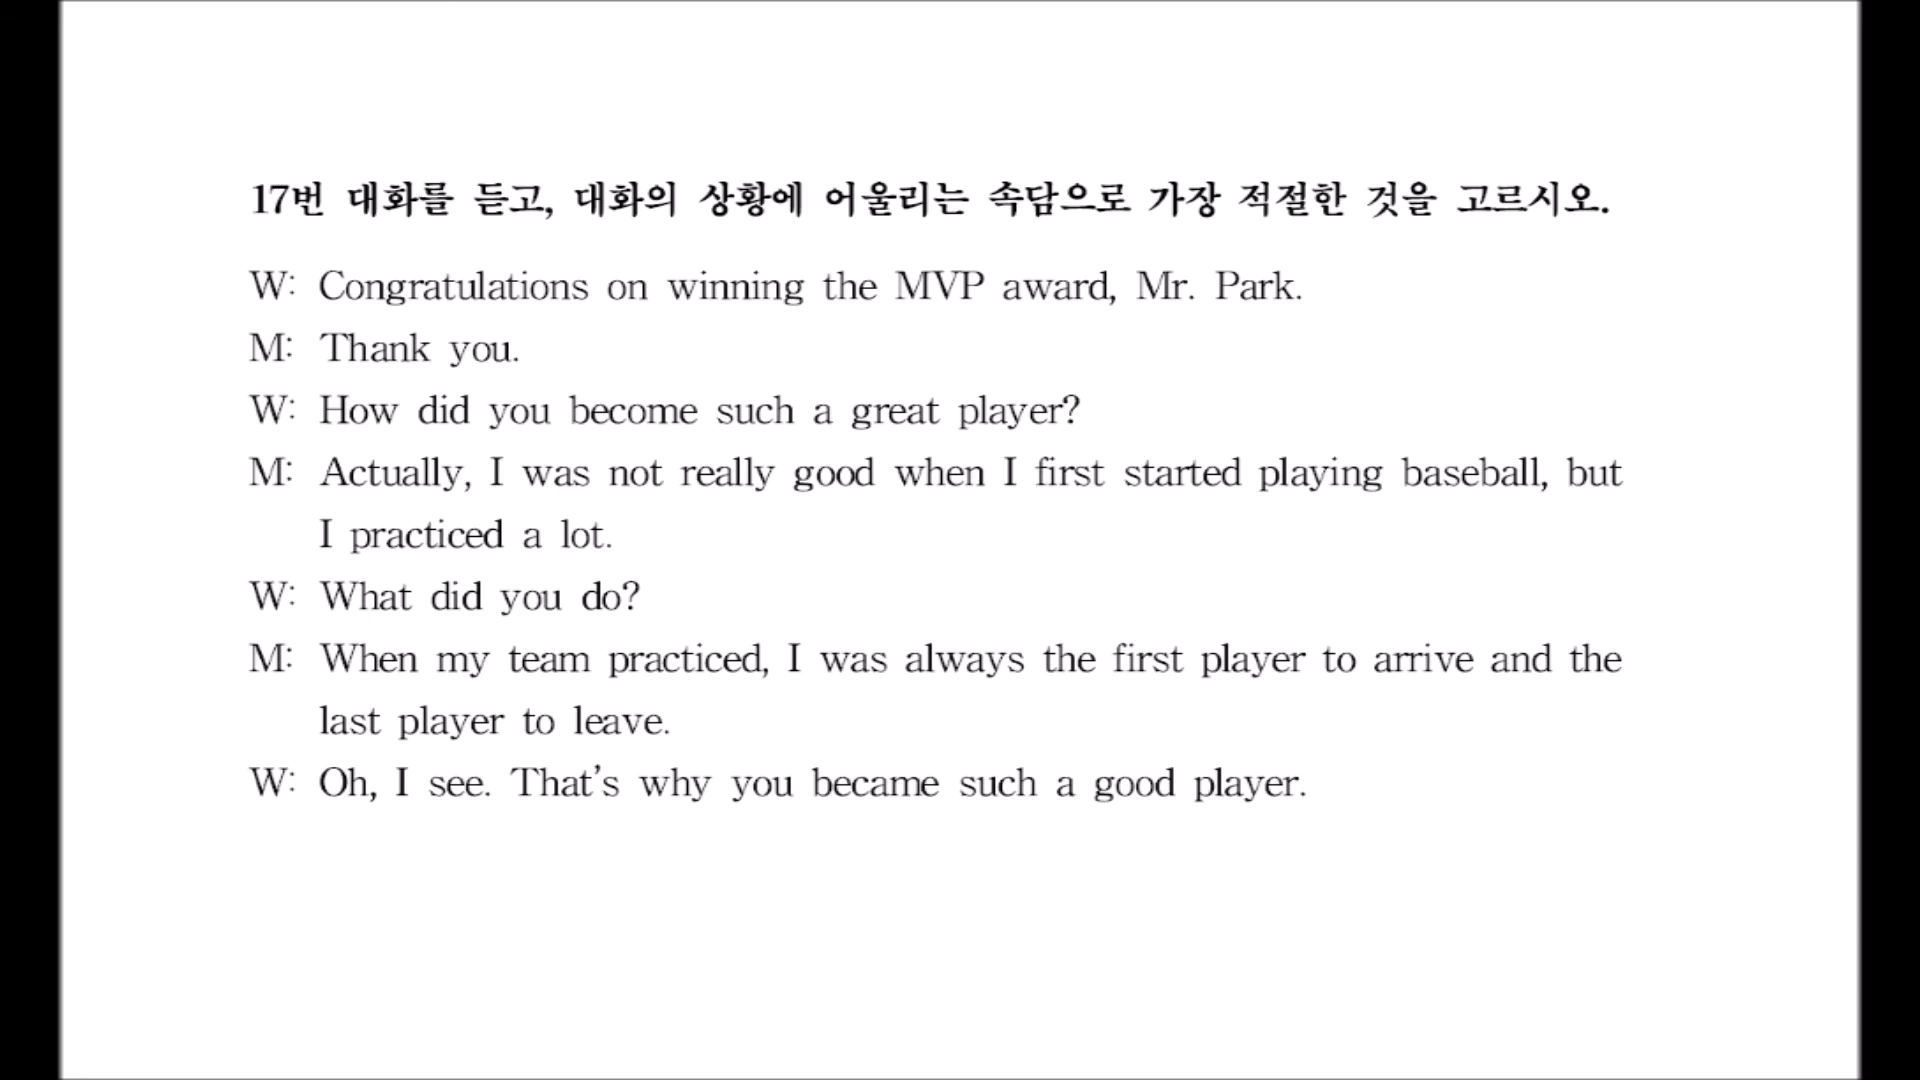 17번 대화를 듣고, 대화의 상황에 어울리는 속담으로 가장 적절한 것을 고르시오.
W: Congratulations on winning the MVP award, Mr. Park.
M: Thank you.
W: How did you become such a great player?
M: Actually, I was not really good when I first started playing baseball, but
I practiced a lot.
W: What did you do?
M: When my team practiced, I was always the first player to arrive and the
last player to leave.
W: Oh, I see. That's why you became such a good player.